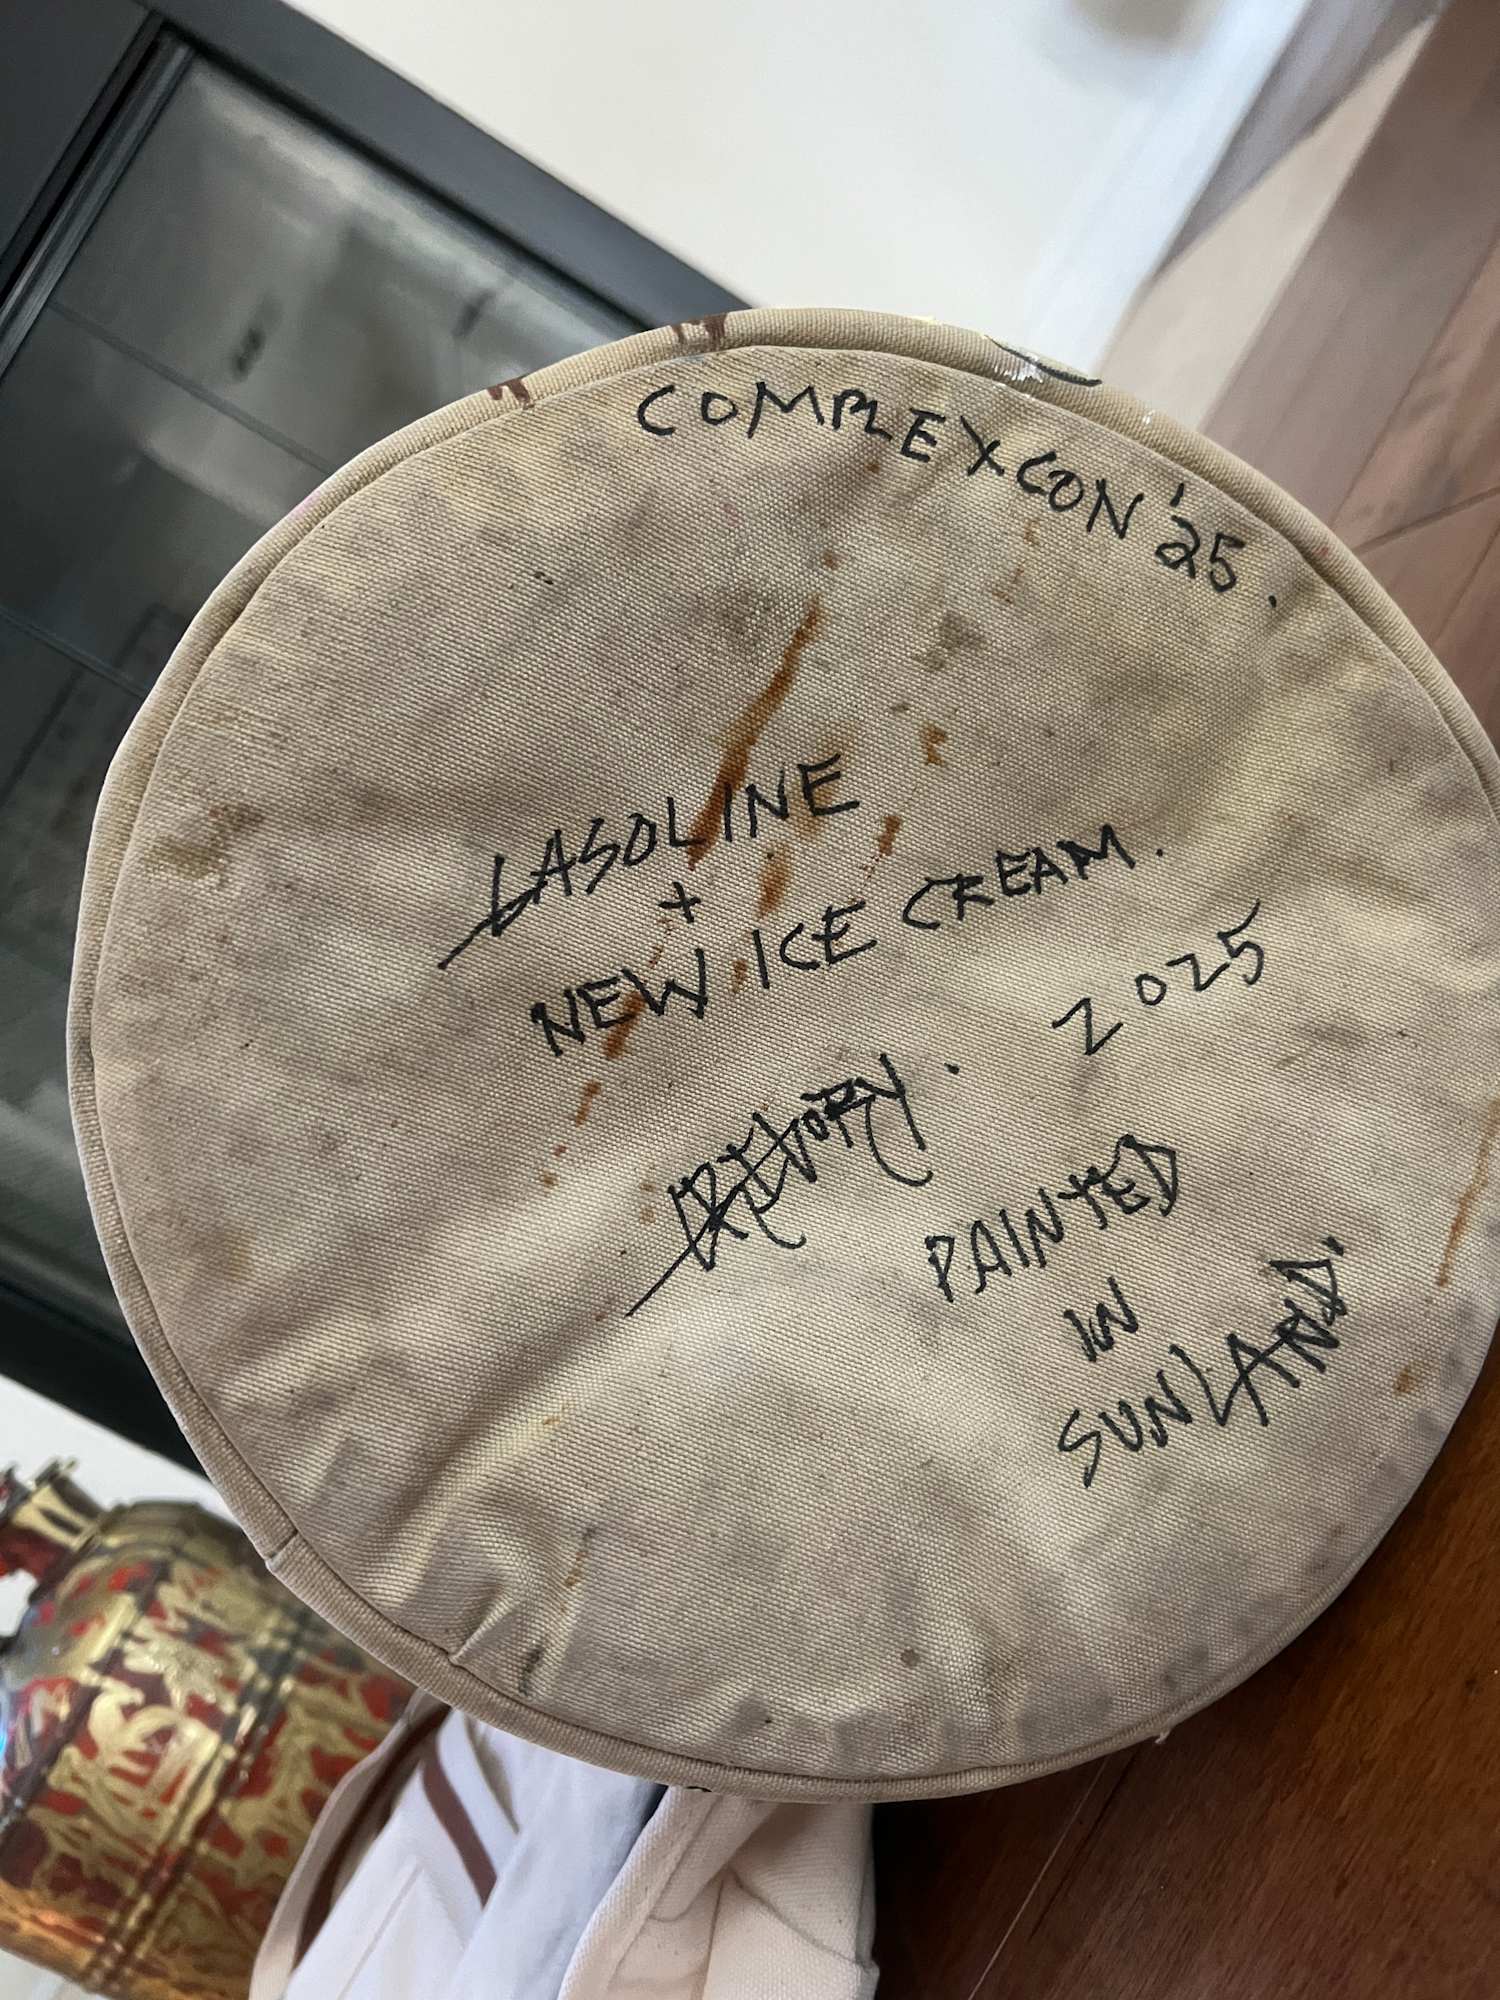 COMPLEXCON '25.
GASOLINE
+
NEW ICE CREAM.
2025
PAINTED
IN
SUNLAND.